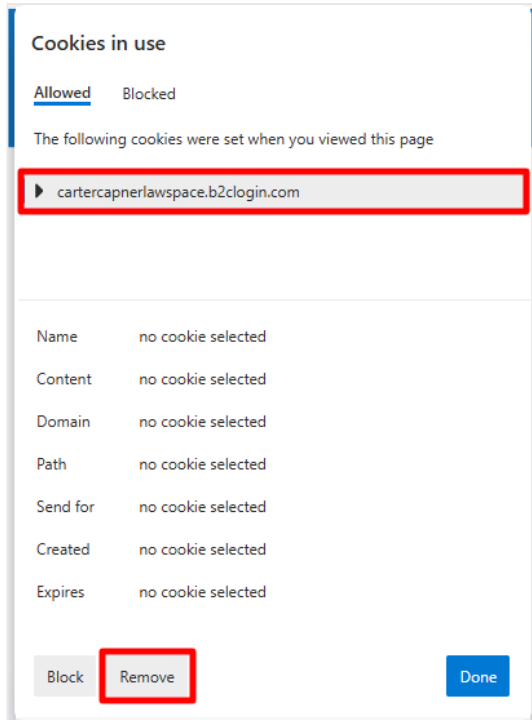 Cookies in use
Allowed Blocked
The following cookies were set when you viewed this page
cartercapnerlawspace.b2clogin.com
Name no cookie selected
Content no cookie selected
Domain no cookie selected
Path no cookie selected
Send for no cookie selected
Created no cookie selected
Expires no cookie selected
Block Remove Done